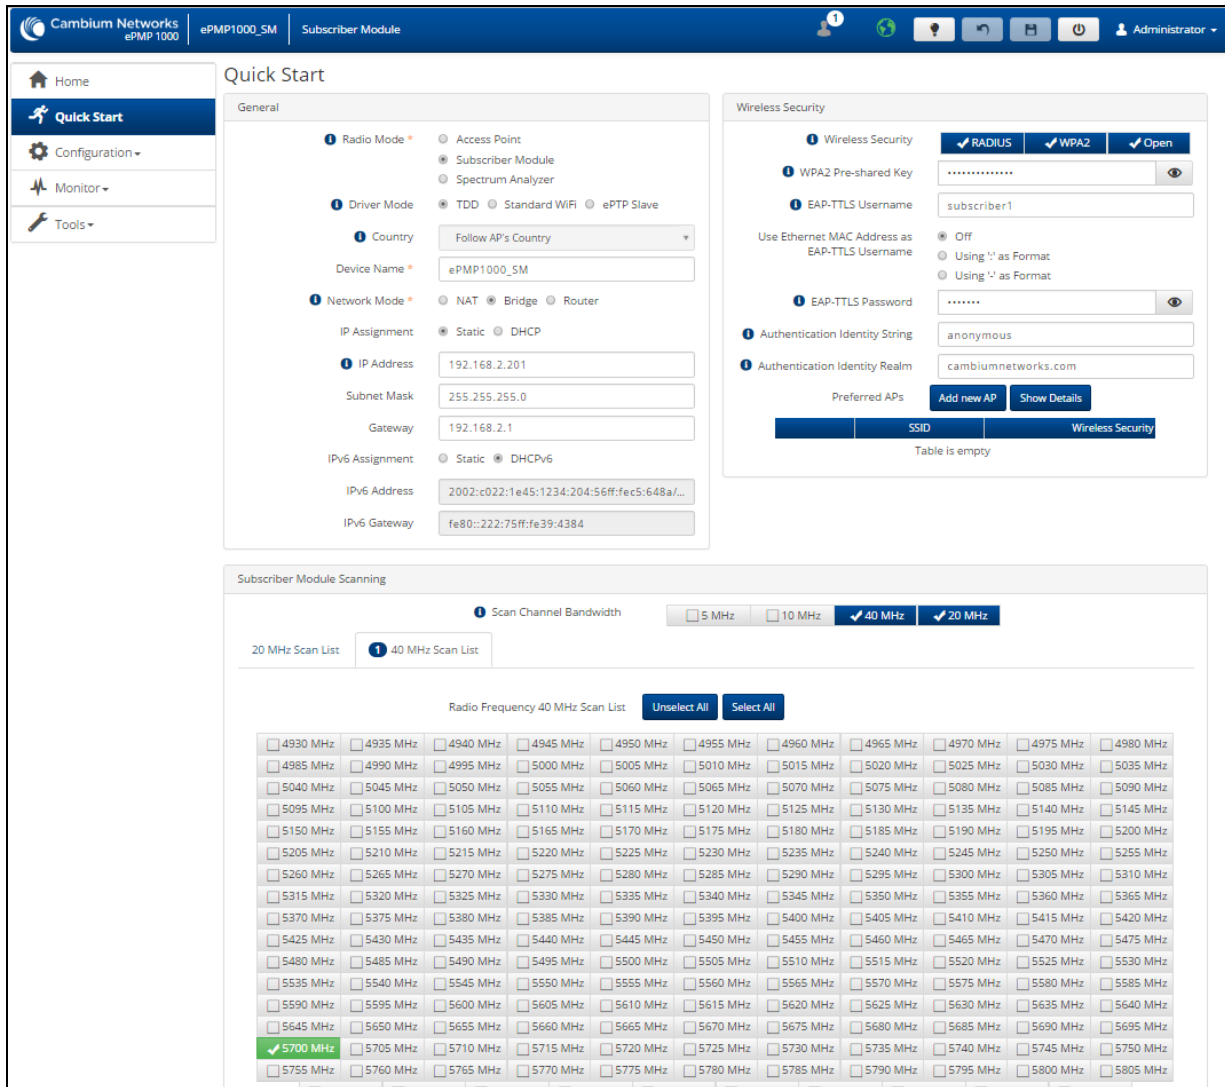 Cambium Networks
ePMP 1000
ePMP1000_SM
Subscriber Module
1
Administrator
Home
Quick Start
Configuration
Monitor
Tools
Quick Start
General
Radio Mode *
Access Point
Subscriber Module
Spectrum Analyzer
Driver Mode
TDD Standard WiFi ePTP Slave
Country
Follow AP's Country
Device Name *
ePMP1000_SM
Network Mode *
NAT Bridge Router
IP Assignment
Static DHCP
IP Address
192.168.2.201
Subnet Mask
255.255.255.0
Gateway
192.168.2.1
IPv6 Assignment
Static DHCPv6
IPv6 Address
2002:c022:1e45:1234:204:56ff:fec5:648a/...
IPv6 Gateway
fe80::222:75ff:fe39:4384
Wireless Security
Wireless Security
RADIUS WPA2 Open
WPA2 Pre-shared Key
EAP-TTLS Username
subscriber1
Use Ethernet MAC Address as
EAP-TTLS Username
Off
Using ':' as Format
Using '-' as Format
EAP-TTLS Password
Authentication Identity String
anonymous
Authentication Identity Realm
cambiumnetworks.com
Preferred APs
Add new AP Show Details
SSID Wireless Security
Table is empty
Subscriber Module Scanning
Scan Channel Bandwidth
5 MHz 10 MHz 40 MHz 20 MHz
20 MHz Scan List 1 40 MHz Scan List
Radio Frequency 40 MHz Scan List Unselect All Select All
4930 MHz 4935 MHz 4940 MHz 4945 MHz 4950 MHz 4955 MHz 4960 MHz 4965 MHz 4970 MHz 4975 MHz 4980 MHz
4985 MHz 4990 MHz 4995 MHz 5000 MHz 5005 MHz 5010 MHz 5015 MHz 5020 MHz 5025 MHz 5030 MHz 5035 MHz
5040 MHz 5045 MHz 5050 MHz 5055 MHz 5060 MHz 5065 MHz 5070 MHz 5075 MHz 5080 MHz 5085 MHz 5090 MHz
5095 MHz 5100 MHz 5105 MHz 5110 MHz 5115 MHz 5120 MHz 5125 MHz 5130 MHz 5135 MHz 5140 MHz 5145 MHz
5150 MHz 5155 MHz 5160 MHz 5165 MHz 5170 MHz 5175 MHz 5180 MHz 5185 MHz 5190 MHz 5195 MHz 5200 MHz
5205 MHz 5210 MHz 5215 MHz 5220 MHz 5225 MHz 5230 MHz 5235 MHz 5240 MHz 5245 MHz 5250 MHz 5255 MHz
5260 MHz 5265 MHz 5270 MHz 5275 MHz 5280 MHz 5285 MHz 5290 MHz 5295 MHz 5300 MHz 5305 MHz 5310 MHz
5315 MHz 5320 MHz 5325 MHz 5330 MHz 5335 MHz 5340 MHz 5345 MHz 5350 MHz 5355 MHz 5360 MHz 5365 MHz
5370 MHz 5375 MHz 5380 MHz 5385 MHz 5390 MHz 5395 MHz 5400 MHz 5405 MHz 5410 MHz 5415 MHz 5420 MHz
5425 MHz 5430 MHz 5435 MHz 5440 MHz 5445 MHz 5450 MHz 5455 MHz 5460 MHz 5465 MHz 5470 MHz 5475 MHz
5480 MHz 5485 MHz 5490 MHz 5495 MHz 5500 MHz 5505 MHz 5510 MHz 5515 MHz 5520 MHz 5525 MHz 5530 MHz
5535 MHz 5540 MHz 5545 MHz 5550 MHz 5555 MHz 5560 MHz 5565 MHz 5570 MHz 5575 MHz 5580 MHz 5585 MHz
5590 MHz 5595 MHz 5600 MHz 5605 MHz 5610 MHz 5615 MHz 5620 MHz 5625 MHz 5630 MHz 5635 MHz 5640 MHz
5645 MHz 5650 MHz 5655 MHz 5660 MHz 5665 MHz 5670 MHz 5675 MHz 5680 MHz 5685 MHz 5690 MHz 5695 MHz
5700 MHz 5705 MHz 5710 MHz 5715 MHz 5720 MHz 5725 MHz 5730 MHz 5735 MHz 5740 MHz 5745 MHz 5750 MHz
5755 MHz 5760 MHz 5765 MHz 5770 MHz 5775 MHz 5780 MHz 5785 MHz 5790 MHz 5795 MHz 5800 MHz 5805 MHz